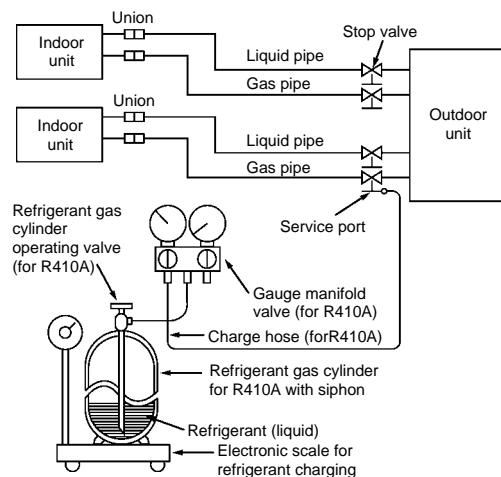 Union
Stop valve
Indoor
unit
Liquid pipe
Gas pipe
Union
Indoor
unit
Liquid pipe
Gas pipe
Outdoor
unit
Refrigerant gas
cylinder
operating valve
(for R410A)
Service port
Gauge manifold
valve (for R410A)
Charge hose (forR410A)
Refrigerant gas cylinder
for R410A with siphon
Refrigerant (liquid)
Electronic scale for
refrigerant charging